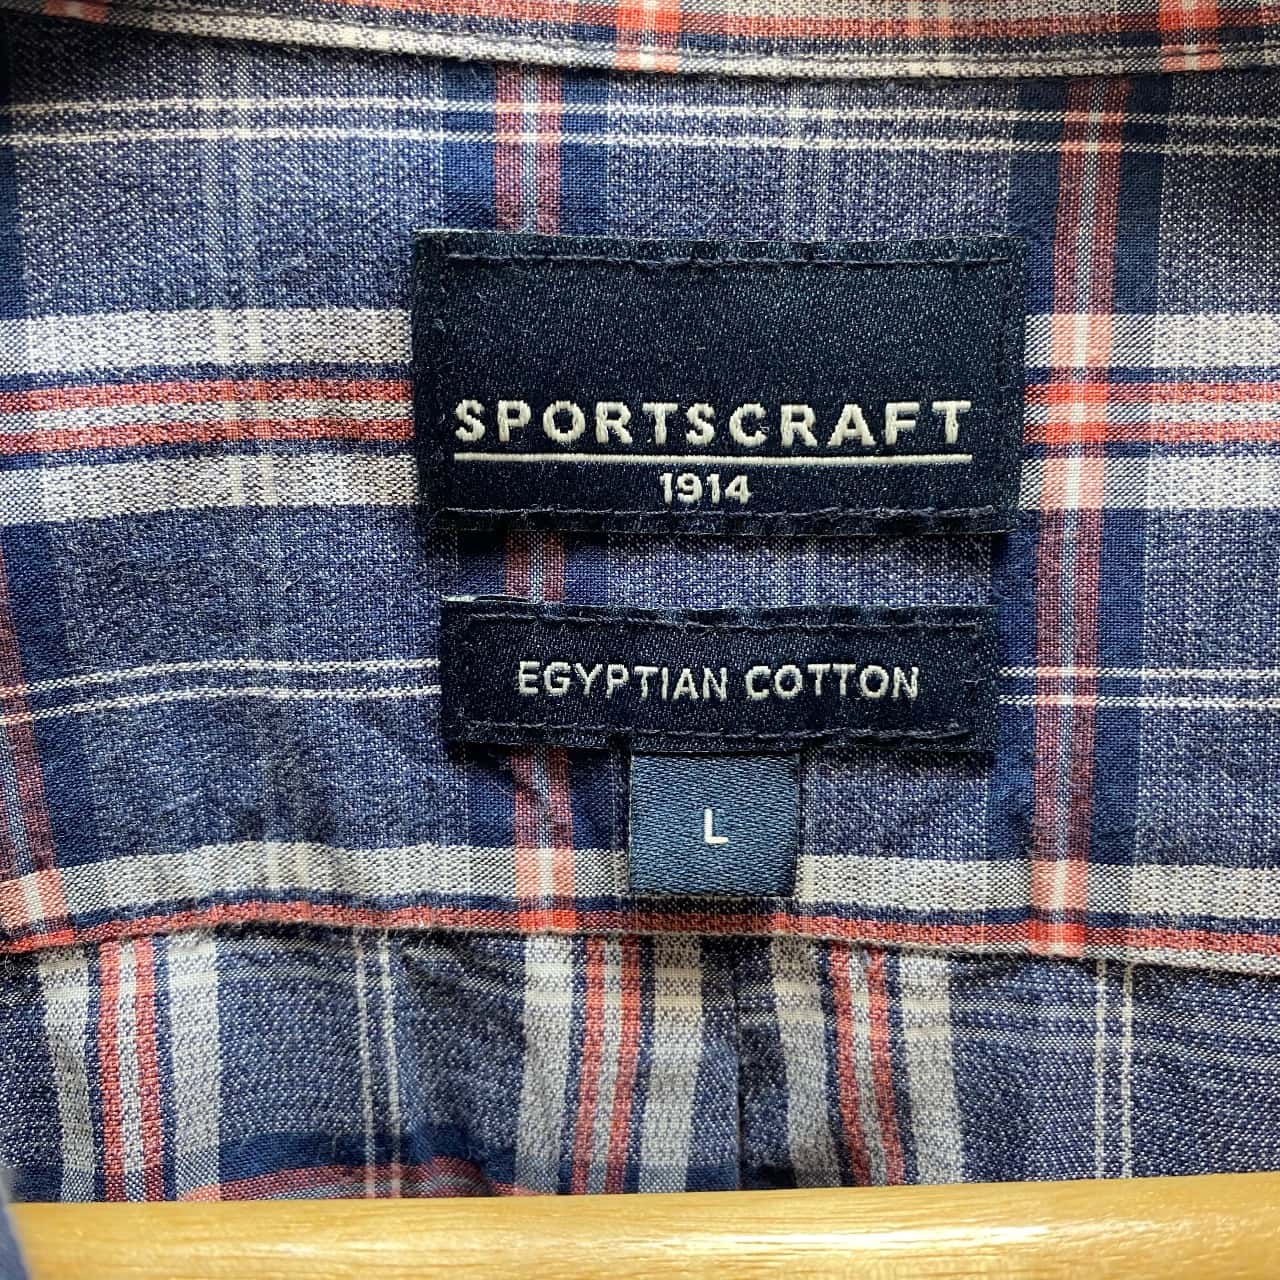 SPORTSCRAFT
1914
EGYPTIAN COTTON
L